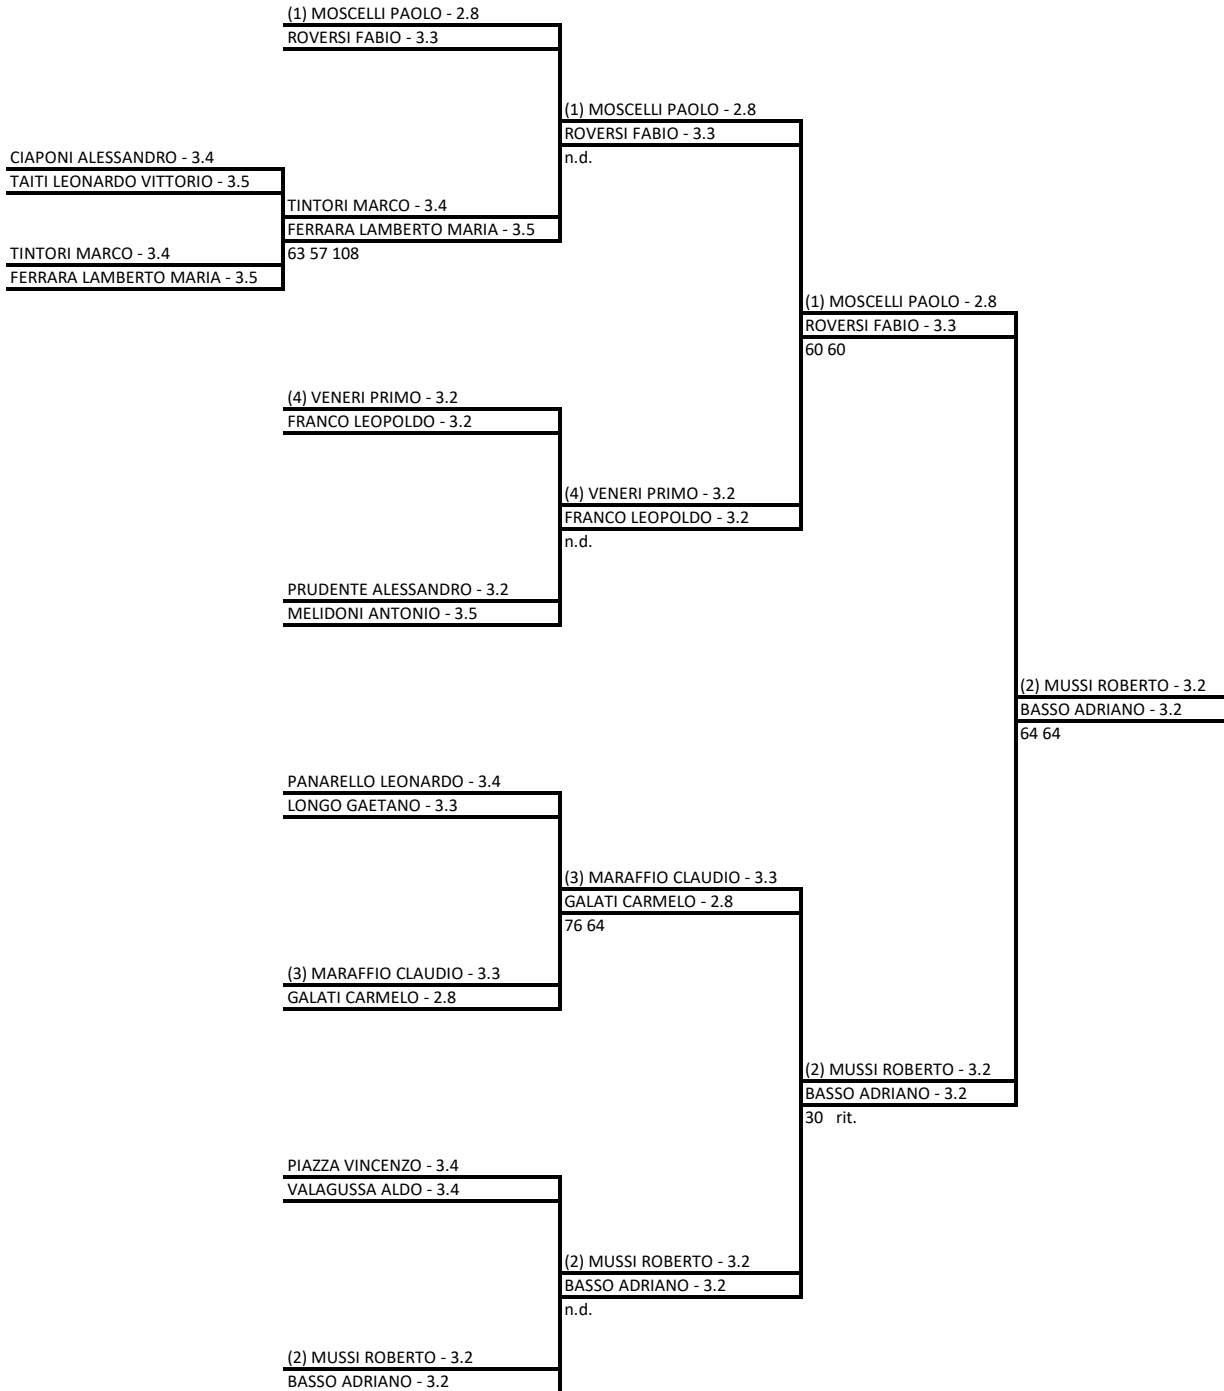 (1) MOSCELLI PAOLO - 2.8
ROVERSI FABIO - 3.3
(1) MOSCELLI PAOLO - 2.8
ROVERSI FABIO - 3.3
n.d.
CIAPONI ALESSANDRO - 3.4
TAITI LEONARDO VITTORIO - 3.5
TINTORI MARCO - 3.4
FERRARA LAMBERTO MARIA - 3.5
63 57 108
TINTORI MARCO - 3.4
FERRARA LAMBERTO MARIA - 3.5
(1) MOSCELLI PAOLO - 2.8
ROVERSI FABIO - 3.3
60 60
(4) VENERI PRIMO - 3.2
FRANCO LEOPOLDO - 3.2
(4) VENERI PRIMO - 3.2
FRANCO LEOPOLDO - 3.2
n.d.
PRUDENTE ALESSANDRO - 3.2
MELIDONI ANTONIO - 3.5
(2) MUSSI ROBERTO - 3.2
BASSO ADRIANO - 3.2
64 64
PANARELLO LEONARDO - 3.4
LONGO GAETANO - 3.3
(3) MARAFFIO CLAUDIO - 3.3
GALATI CARMELO - 2.8
76 64
(3) MARAFFIO CLAUDIO - 3.3
GALATI CARMELO - 2.8
(2) MUSSI ROBERTO - 3.2
BASSO ADRIANO - 3.2
30 rit.
PIAZZA VINCENZO - 3.4
VALAGUSSA ALDO - 3.4
(2) MUSSI ROBERTO - 3.2
BASSO ADRIANO - 3.2
n.d.
(2) MUSSI ROBERTO - 3.2
BASSO ADRIANO - 3.2